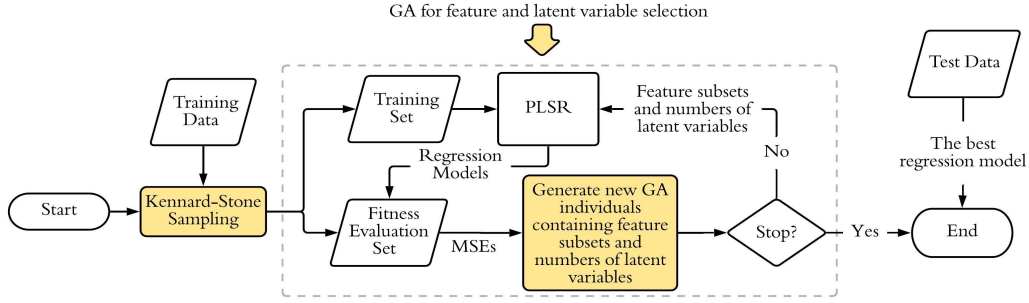 GA for feature and latent variable selection
Training
Data
Training
Set
PLSR
Feature subsets
and numbers of
latent variables
Test Data
No
The best
regression model
Regression
Models
Start
Kennard-Stone
Sampling
Fitness
Evaluation
Set
MSEs
Generate new GA
individuals
containing feature
subsets and
numbers of latent
variables
Stop?
Yes
End